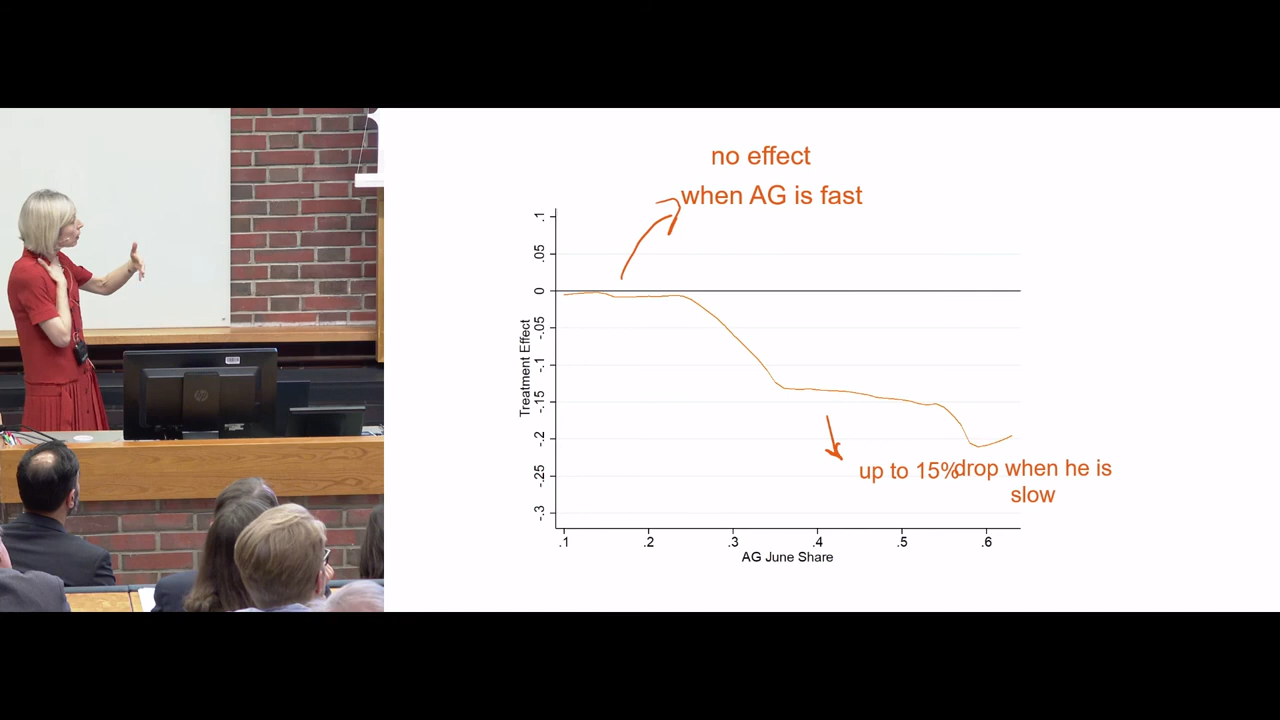 no effect
when AG is fast
.1
.05
0
-.05
-.1
-.15
-.2
-.25
-.3
Treatment Effect
up to 15%
drop when he is
slow
.1 .2 .3 .4 .5 .6
AG June Share
hp